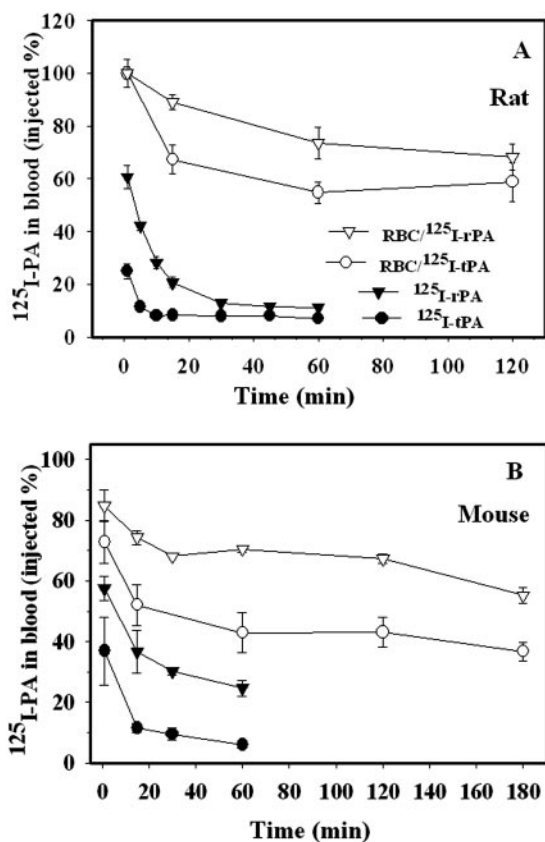 A
Rat
¹²⁵I-PA in blood (injected %)
120
100
80
60
40
20
0
RBC/¹²⁵I-rPA
RBC/¹²⁵I-tPA
¹²⁵I-rPA
¹²⁵I-tPA
0 20 40 60 80 100 120
Time (min)
B
Mouse
¹²⁵I-PA in blood (injected %)
100
80
60
40
20
0
0 20 40 60 80 100 120 140 160 180
Time (min)